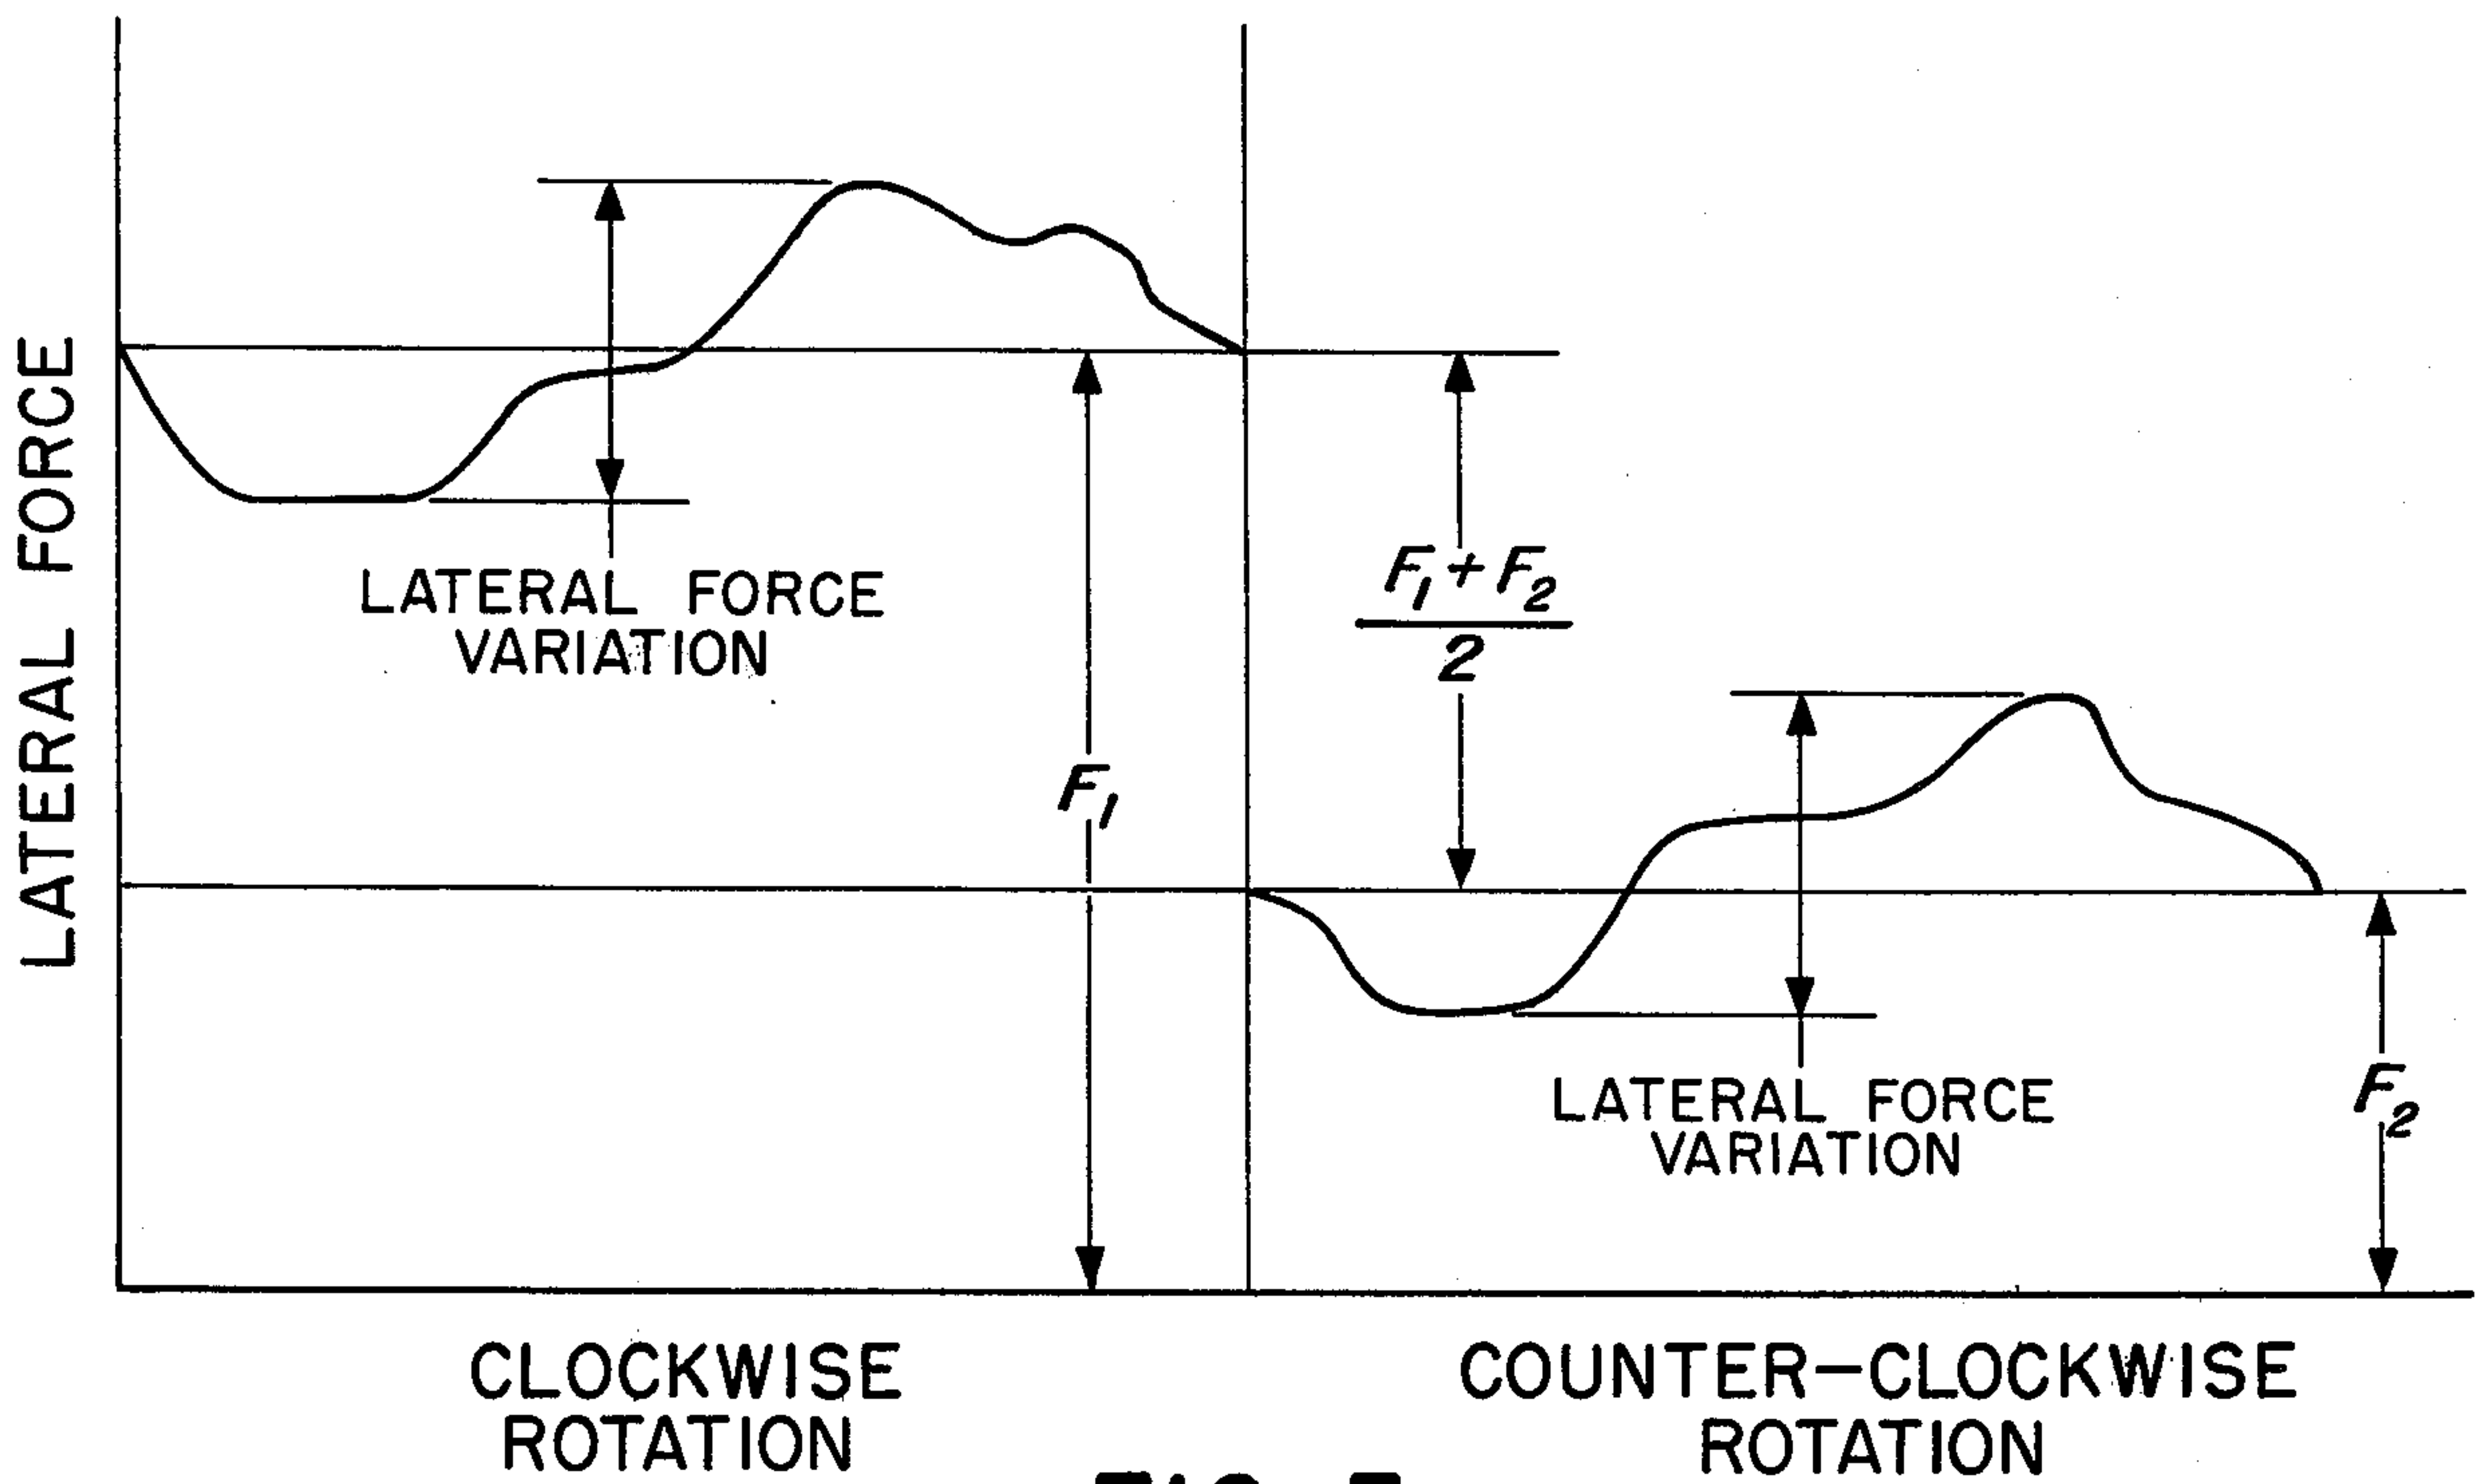 LATERAL FORCE
LATERAL FORCE
VARIATION
F1
F1+F2
2
LATERAL FORCE
VARIATION
F2
CLOCKWISE
ROTATION
COUNTER-CLOCKWISE
ROTATION